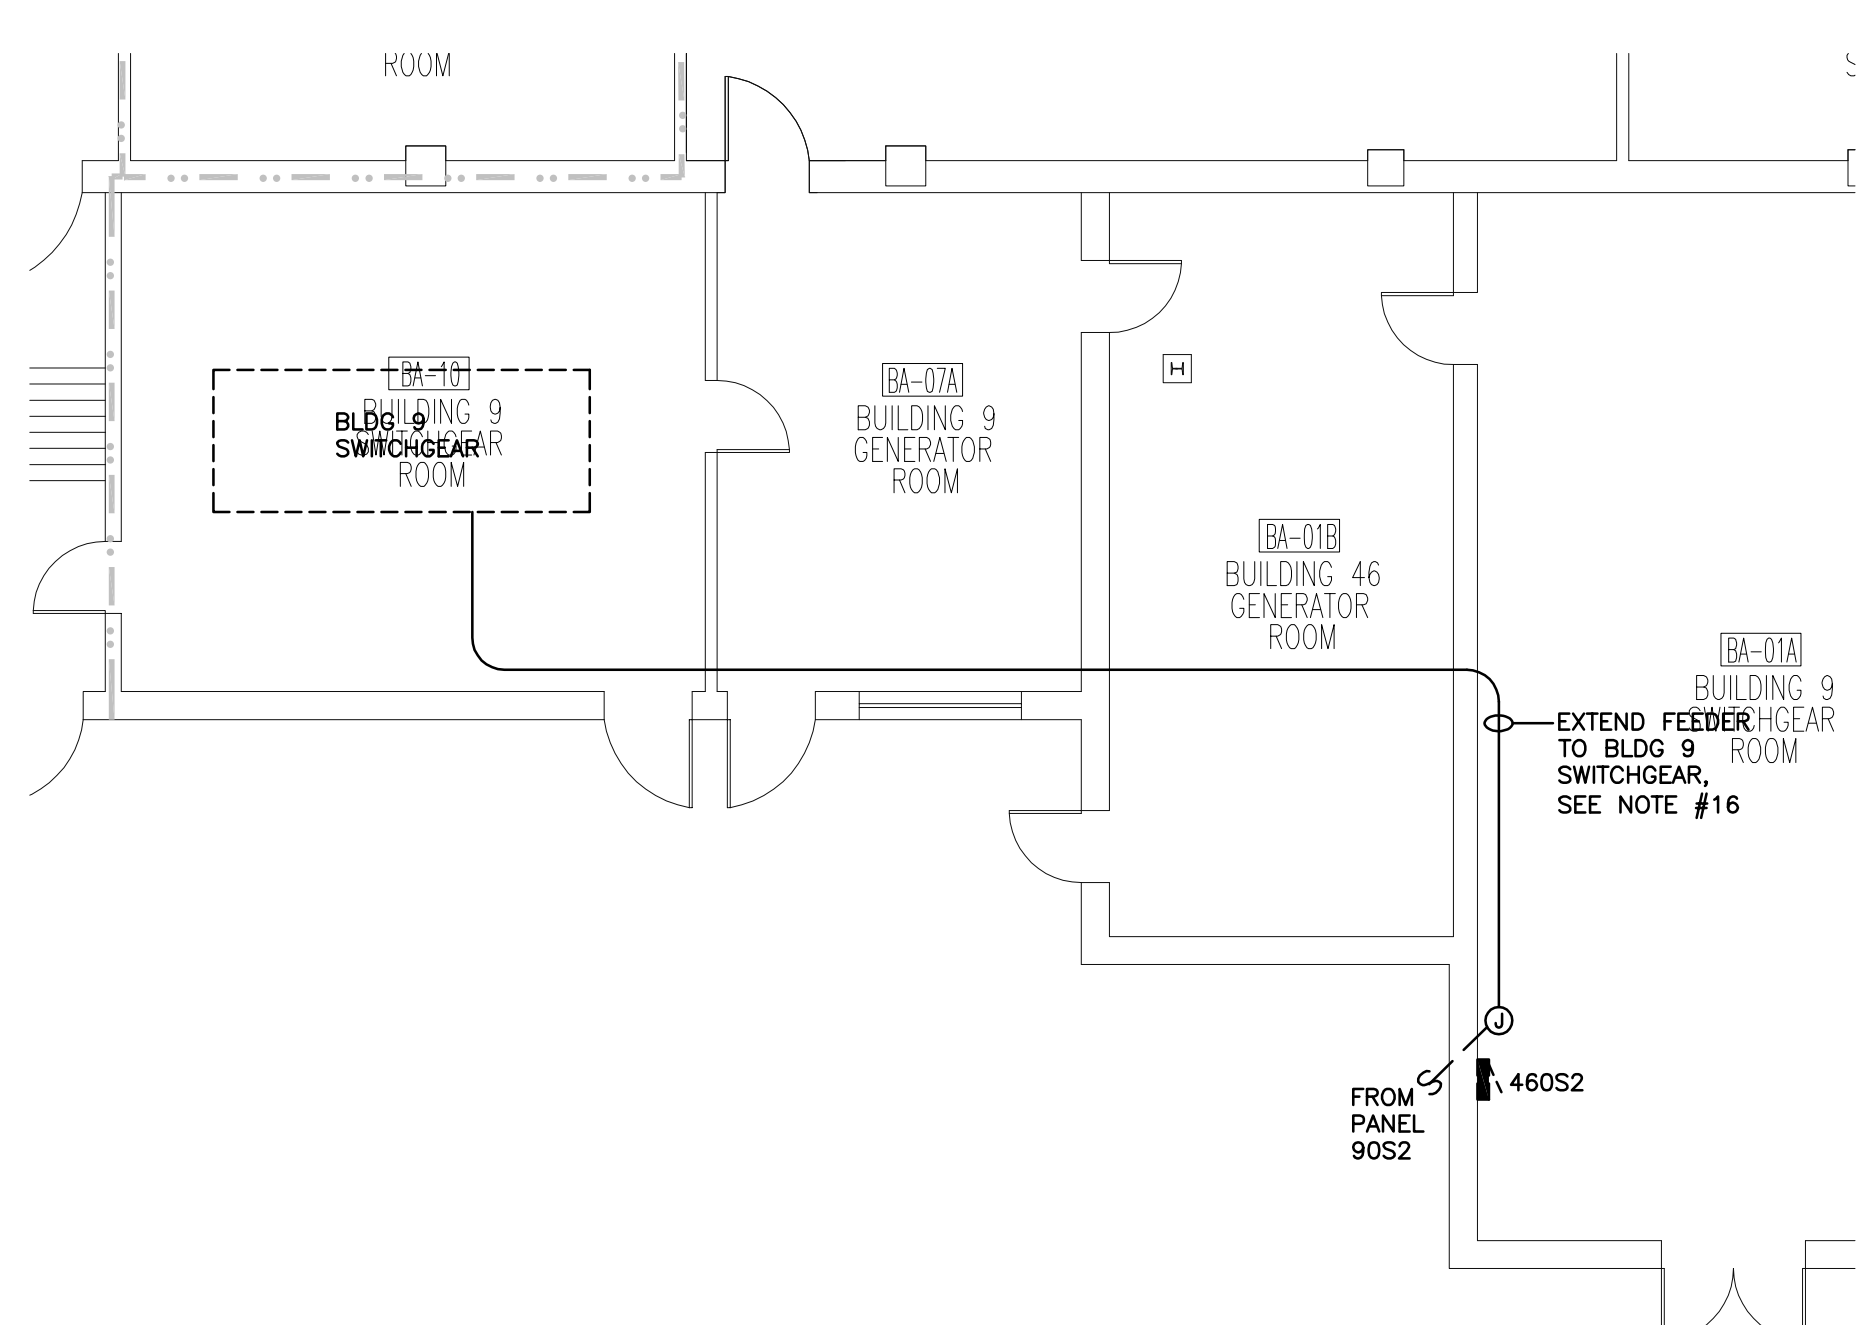 ROOM
S
BA-10
BUILDING 9
SWITCHGEAR
ROOM
BLDG 9
SWITCHGEAR
BA-07A
BUILDING 9
GENERATOR
ROOM
H
BA-01B
BUILDING 46
GENERATOR
ROOM
BA-01A
BUILDING 9
SWITCHGEAR
ROOM
EXTEND FEEDER
TO BLDG 9
SWITCHGEAR,
SEE NOTE #16
J
460S2
FROM
PANEL
90S2